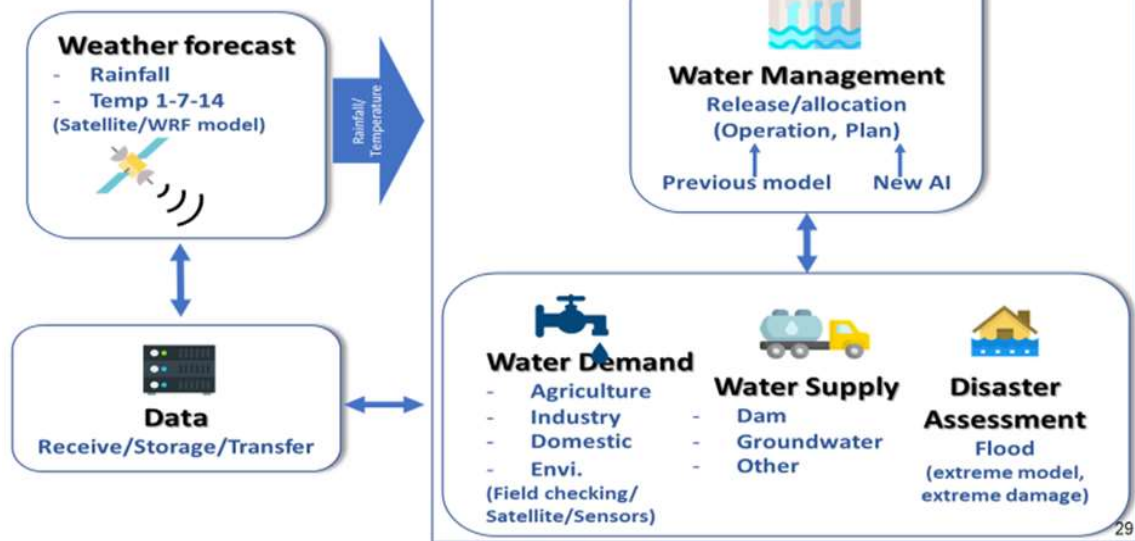 Weather forecast
- Rainfall
- Temp 1-7-14
(Satellite/WRF model)
Rainfall/
Temperature
Water Management
Release/allocation
(Operation, Plan)
Previous model
New AI
Data
Receive/Storage/Transfer
Water Demand
- Agriculture
- Industry
- Domestic
- Envi.
(Field checking/
Satellite/Sensors)
Water Supply
- Dam
- Groundwater
- Other
Disaster
Assessment
Flood
(extreme model,
extreme damage)
29